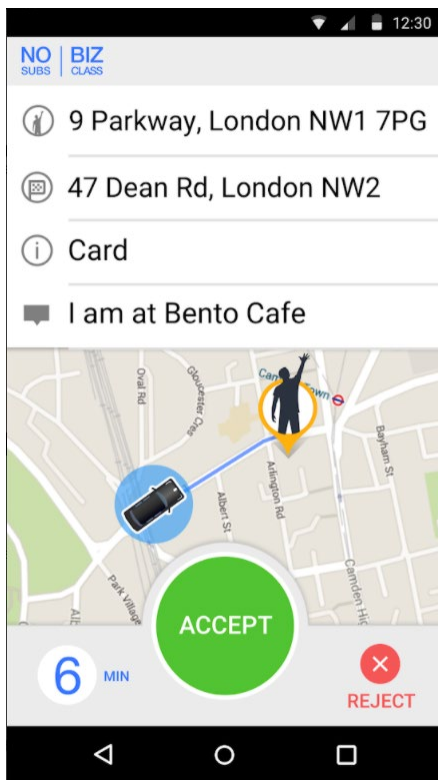 12:30
NO BIZ
SUBS CLASS
9 Parkway, London NW1 7PG
47 Dean Rd, London NW2
Card
I am at Bento Cafe
Oval Rd
Gloucester Cres
Bayham St
Arlington Rd
Albert St
Park Village
Camden Hig
ACCEPT
6 MIN
REJECT